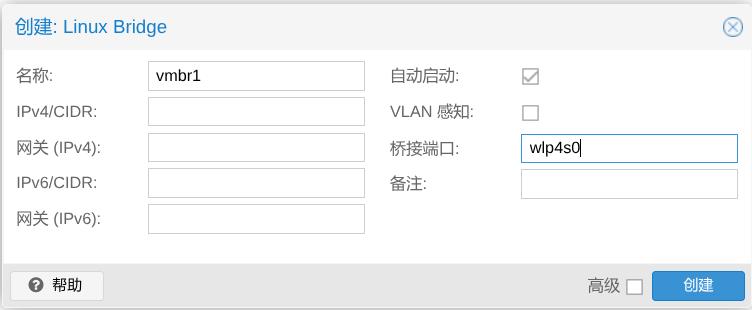 创建: Linux Bridge
名称: vmbr1 自动启动:
IPv4/CIDR: VLAN 感知:
网关 (IPv4): 桥接端口: wlp4s0
IPv6/CIDR: 备注:
网关 (IPv6):
帮助 高级 创建